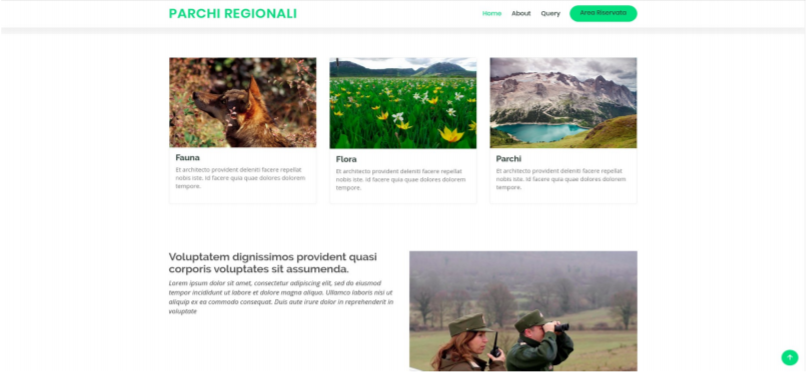 PARCHI REGIONALI
Home About Query Area Riservata
Fauna
Et architecto provident deleniti facere repellat
nobis iste. Id facere quia quae dolores dolorem
tempore.
Flora
Et architecto provident deleniti facere repellat
nobis iste. Id facere quia quae dolores dolorem
tempore.
Parchi
Et architecto provident deleniti facere repellat
nobis iste. Id facere quia quae dolores dolorem
tempore.
Voluptatem dignissimos provident quasi
corporis voluptates sit assumenda.
Lorem ipsum dolor sit amet, consectetur adipiscing elit, sed do eiusmod
tempor incididunt ut labore et dolore magna aliqua. Ullamco laboris nisi ut
aliquip ex ea commodo consequat. Duis aute irure dolor in reprehenderit in
voluptate